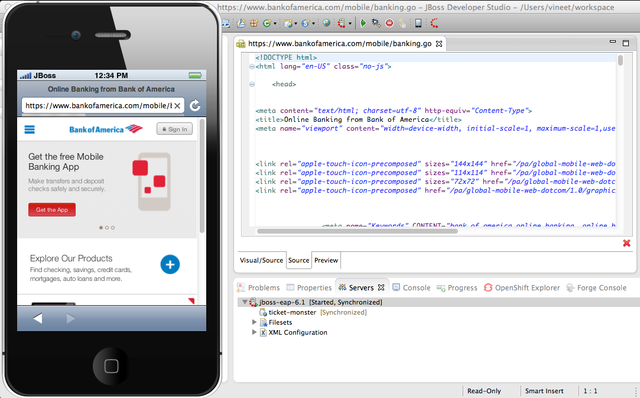 https://www.bankofamerica.com/mobile/banking.go - JBoss Developer Studio - /Users/vineet/workspace
JBoss
12:34 PM
Online Banking from Bank of America
https://www.bankofamerica.com/mobile/
Bank of America
Sign In
Get the free Mobile
Banking App
Make transfers and deposit
checks safely and securely.
Get the App
Explore Our Products
Find checking, savings, credit cards,
mortgages, auto loans and more.
https://www.bankofamerica.com/mobile/banking.go
<!DOCTYPE html>
<html lang="en-US" class="no-js">
<head>
<meta content="text/html; charset=utf-8" http-equiv="Content-Type">
<title>Online Banking from Bank of America</title>
<meta name="viewport" content="width=device-width, initial-scale=1, maximum-scale=1,use
<link rel="apple-touch-icon-precomposed" sizes="144x144" href="/pa/global-mobile-web-dotc
<link rel="apple-touch-icon-precomposed" sizes="114x114" href="/pa/global-mobile-web-dotc
<link rel="apple-touch-icon-precomposed" sizes="72x72" href="/pa/global-mobile-web-dotco
<link rel="apple-touch-icon-precomposed" href="/pa/global-mobile-web-dotcom/1.0/graphic
<meta name="Keywords" CONTENT="bank of america online banking, online b
Visual/Source
Source
Preview
Problems
Properties
Servers
Console
Progress
OpenShift Explorer
Forge Console
jboss-eap-6.1 [Started, Synchronized]
ticket-monster [Synchronized]
Filesets
XML Configuration
Read-Only
Smart Insert
1 : 1